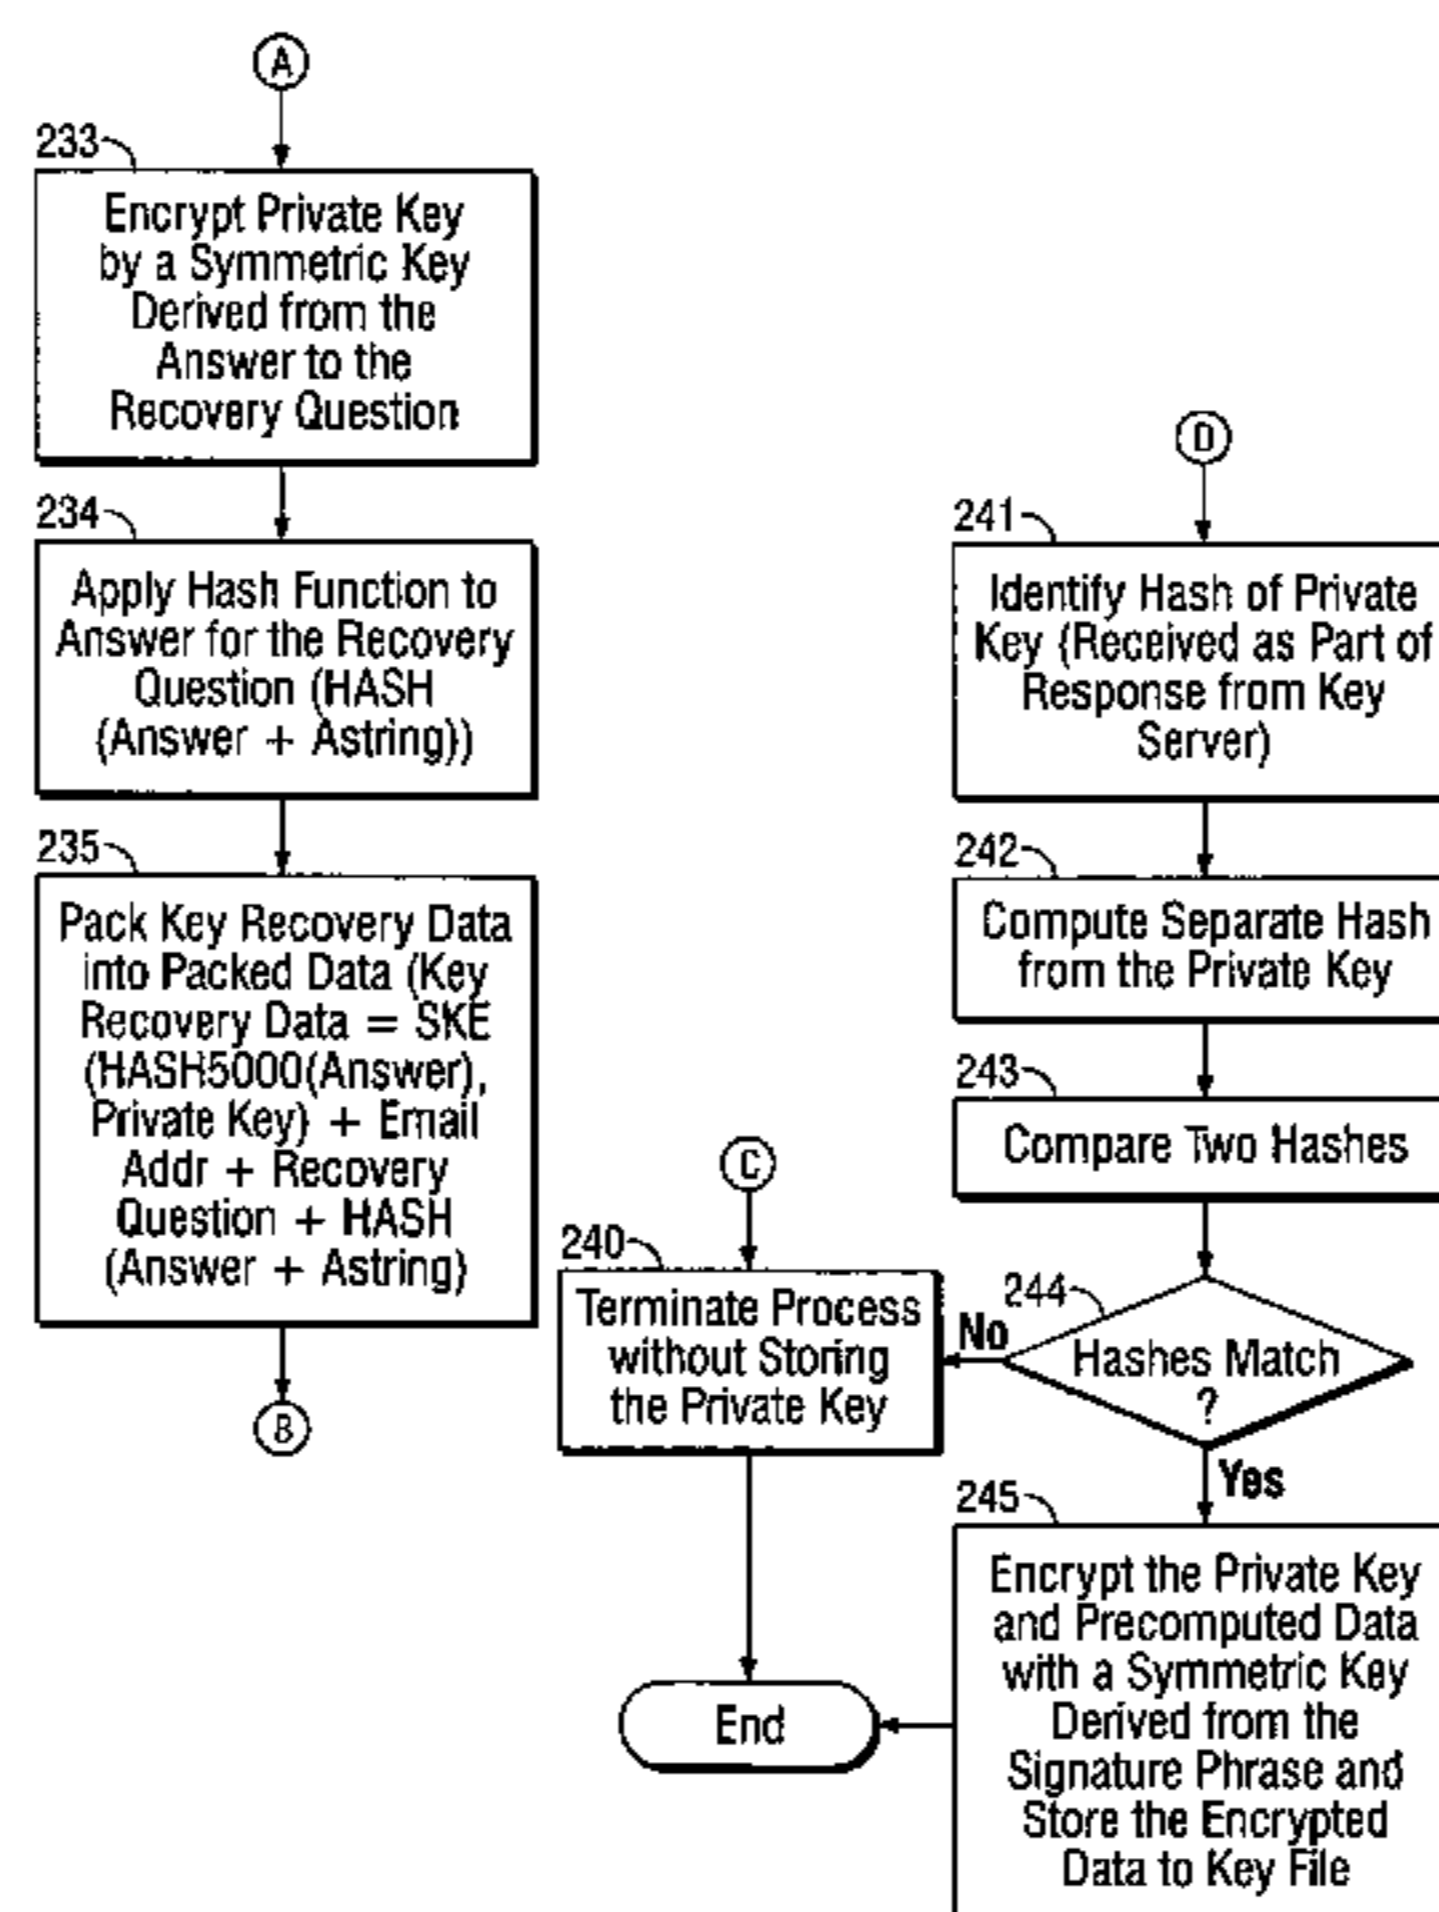 A
233
Encrypt Private Key
by a Symmetric Key
Derived from the
Answer to the
Recovery Question
234
Apply Hash Function to
Answer for the Recovery
Question (HASH
(Answer + Astring))
235
Pack Key Recovery Data
into Packed Data (Key
Recovery Data = SKE
(HASH5000(Answer),
Private Key) + Email
Addr + Recovery
Question + HASH
(Answer + Astring)
B
C
240
Terminate Process
without Storing
the Private Key
End
D
241
Identify Hash of Private
Key (Received as Part of
Response from Key
Server)
242
Compute Separate Hash
from the Private Key
243
Compare Two Hashes
244
Hashes Match
?
No
Yes
245
Encrypt the Private Key
and Precomputed Data
with a Symmetric Key
Derived from the
Signature Phrase and
Store the Encrypted
Data to Key File